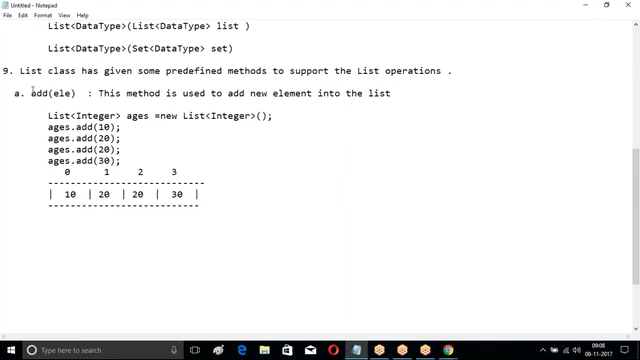 Untitled - Notepad
File Edit Format View Help
List<DataType>(List<DataType> list )
List<DataType>(Set<DataType> set)
9. List class has given some predefined methods to support the List operations .
a. add(ele) : This method is used to add new element into the list
List<Integer> ages =new List<Integer>();
ages.add(10);
ages.add(20);
ages.add(20);
ages.add(30);
0 1 2 3
----------------------------
| 10 | 20 | 20 | 30 |
---------------------------
Type here to search
09:08
08-11-2017